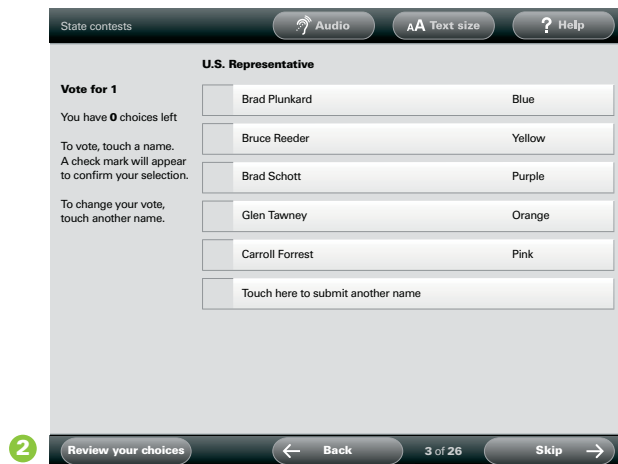 State contests
Audio
AA Text size
? Help
U.S. Representative
Vote for 1
You have 0 choices left
To vote, touch a name.
A check mark will appear
to confirm your selection.
To change your vote,
touch another name.
Brad Plunkard Blue
Bruce Reeder Yellow
Brad Schott Purple
Glen Tawney Orange
Carroll Forrest Pink
Touch here to submit another name
2
Review your choices
← Back
3 of 26
Skip →